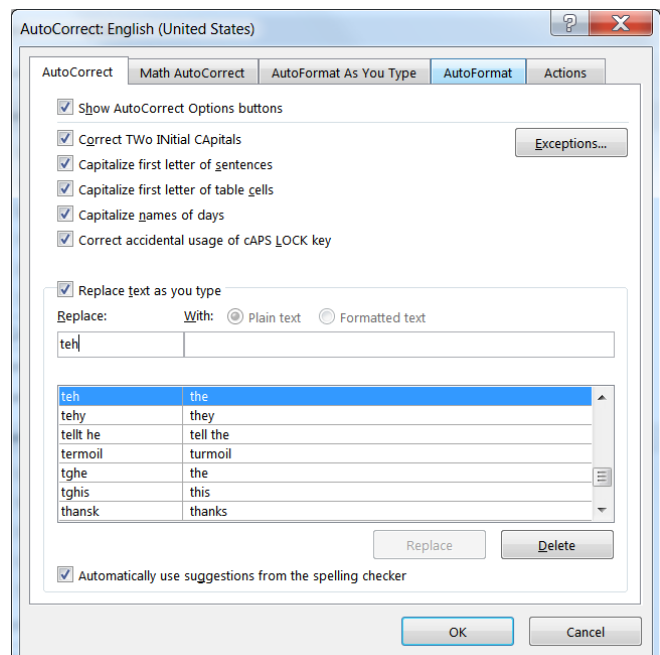 AutoCorrect: English (United States)
AutoCorrect Math AutoCorrect AutoFormat As You Type AutoFormat Actions
Show AutoCorrect Options buttons
Correct TWo INitial CApitals
Exceptions...
Capitalize first letter of sentences
Capitalize first letter of table cells
Capitalize names of days
Correct accidental usage of cAPS LOCK key
Replace text as you type
Replace: With: Plain text Formatted text
teh
teh the
tehy they
tellt he tell the
termoil turmoil
tghe the
tghis this
thansk thanks
Replace Delete
Automatically use suggestions from the spelling checker
OK Cancel